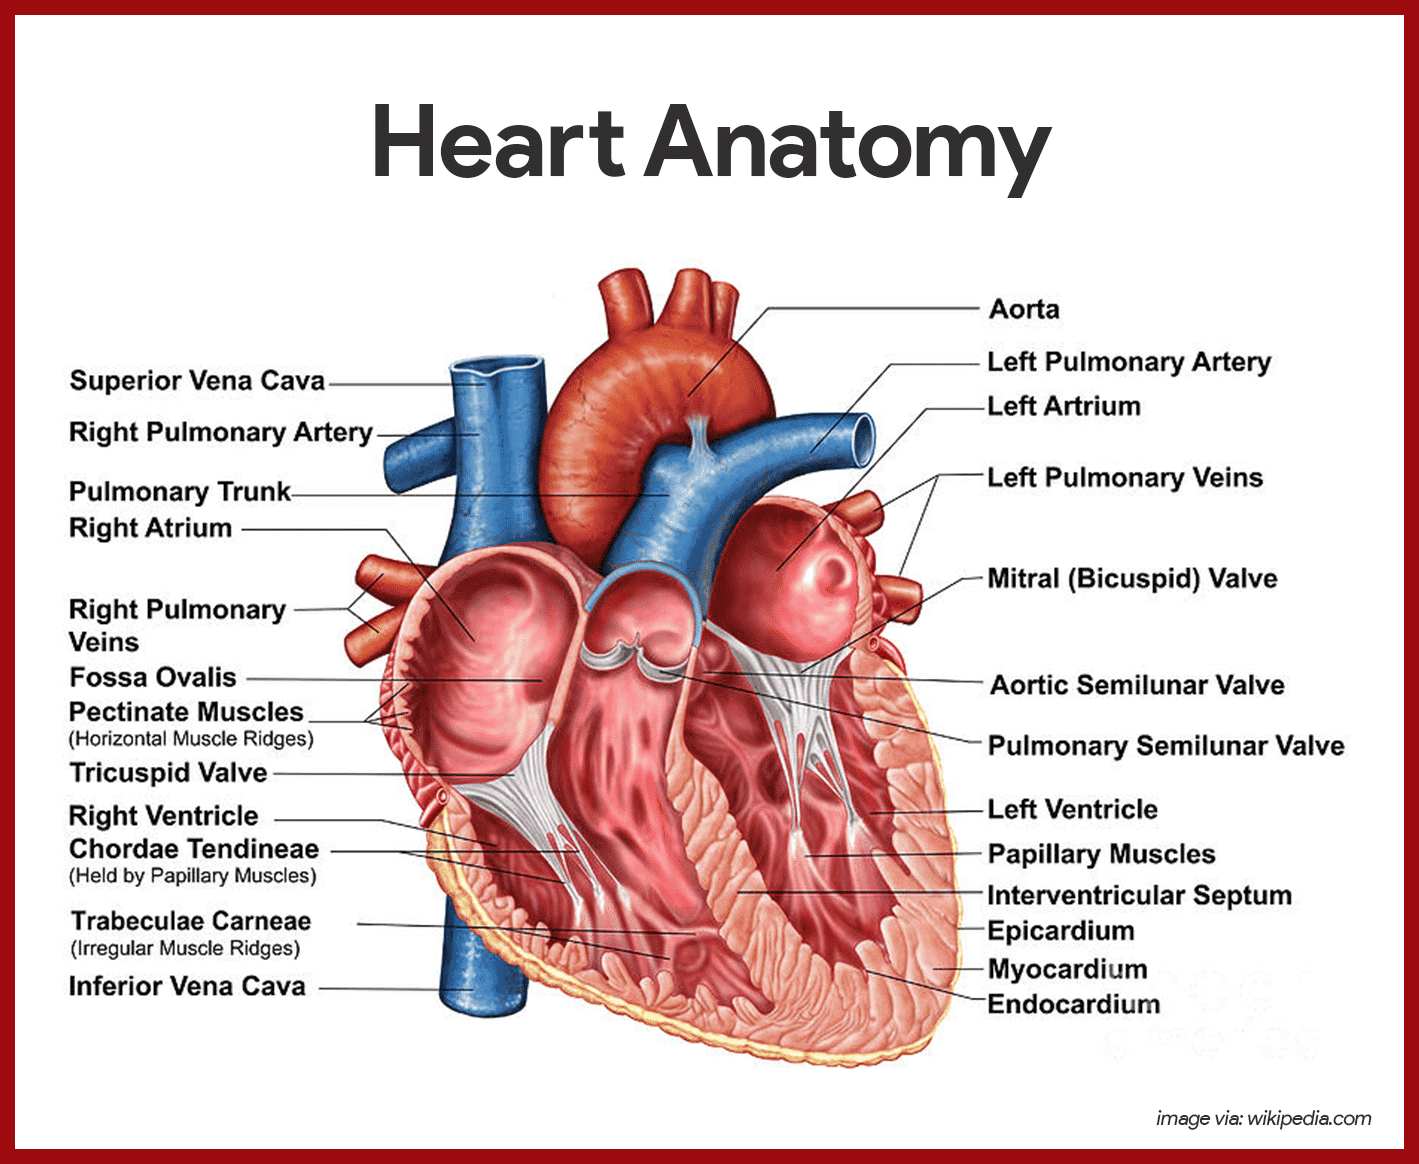 Heart Anatomy
Superior Vena Cava
Right Pulmonary Artery
Pulmonary Trunk
Right Atrium
Right Pulmonary
Veins
Fossa Ovalis
Pectinate Muscles
(Horizontal Muscle Ridges)
Tricuspid Valve
Right Ventricle
Chordae Tendineae
(Held by Papillary Muscles)
Trabeculae Carneae
(Irregular Muscle Ridges)
Inferior Vena Cava
Aorta
Left Pulmonary Artery
Left Artrium
Left Pulmonary Veins
Mitral (Bicuspid) Valve
Aortic Semilunar Valve
Pulmonary Semilunar Valve
Left Ventricle
Papillary Muscles
Interventricular Septum
Epicardium
Myocardium
Endocardium
image via: wikipedia.com